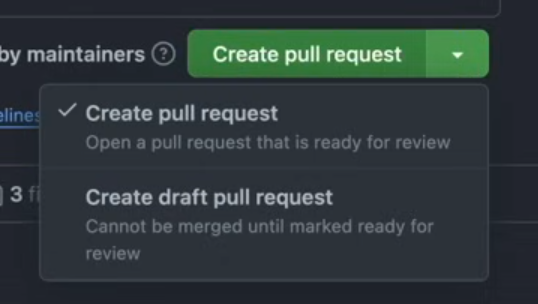 by maintainers ? Create pull request
Create pull request
elines
Open a pull request that is ready for review
3 fi
Create draft pull request
Cannot be merged until marked ready for
review